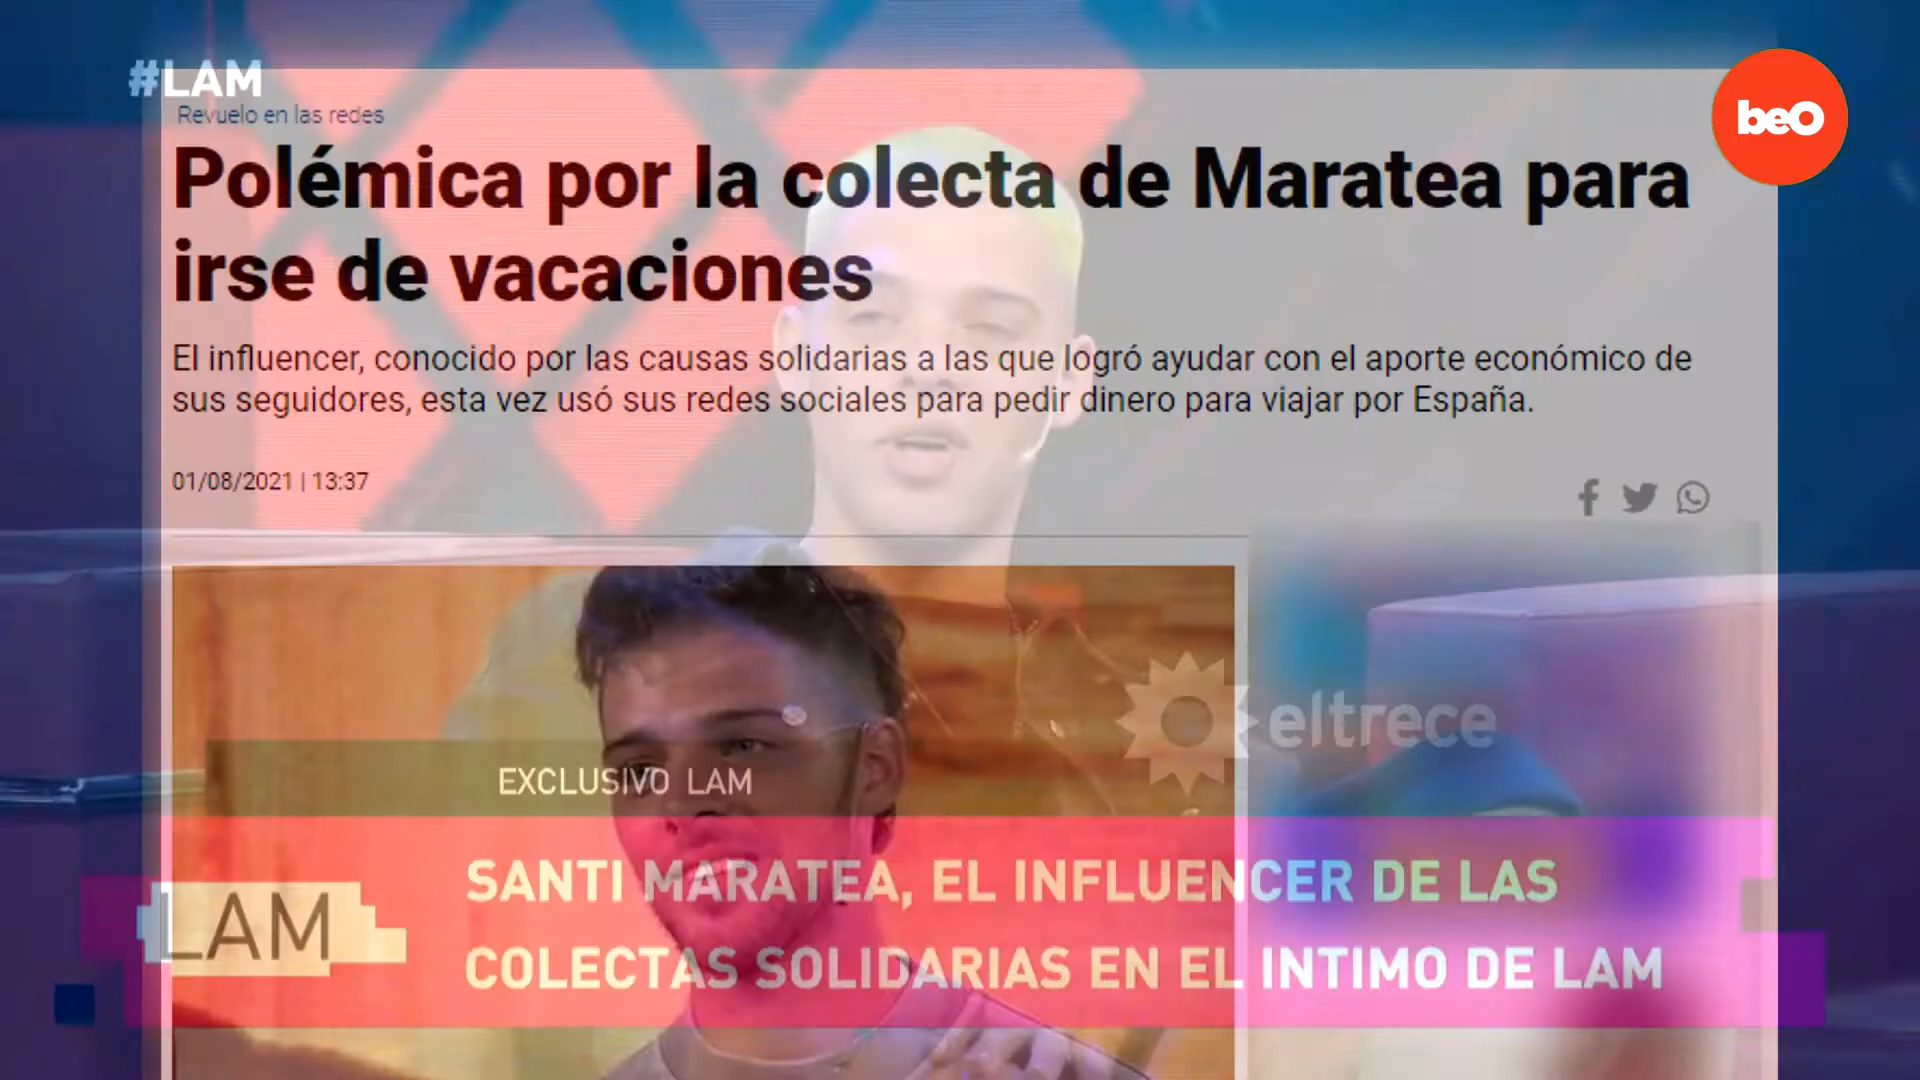 #LAM
beO
Revuelo en las redes
Polémica por la colecta de Maratea para
irse de vacaciones
El influencer, conocido por las causas solidarias a las que logró ayudar con el aporte económico de
sus seguidores, esta vez usó sus redes sociales para pedir dinero para viajar por España.
01/08/2021 | 13:37
eltrece
EXCLUSIVO LAM
LAM
SANTI MARATEA, EL INFLUENCER DE LAS
COLECTAS SOLIDARIAS EN EL INTIMO DE LAM